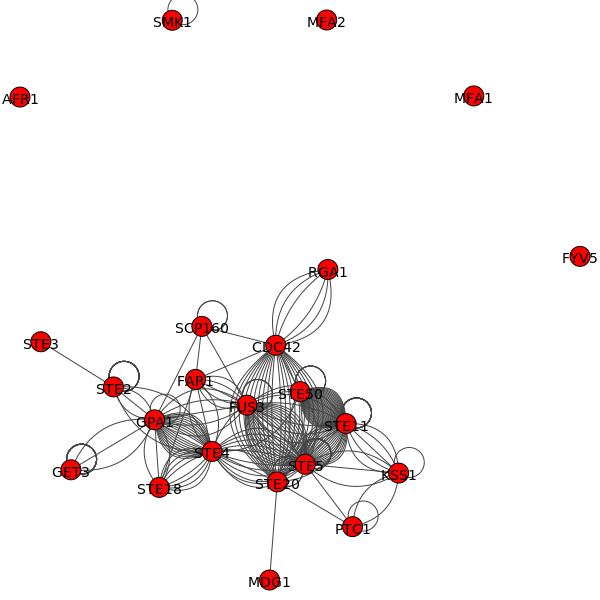 SMK1
MFA2
AFR1
MFA1
FYV5
RGA1
SCP160
STE3
CDC42
FAR1
STE2
STE50
FUS3
GPA1
STE11
STE4
STE5
GET3
KSS1
STE18
STE20
PTC1
MDG1